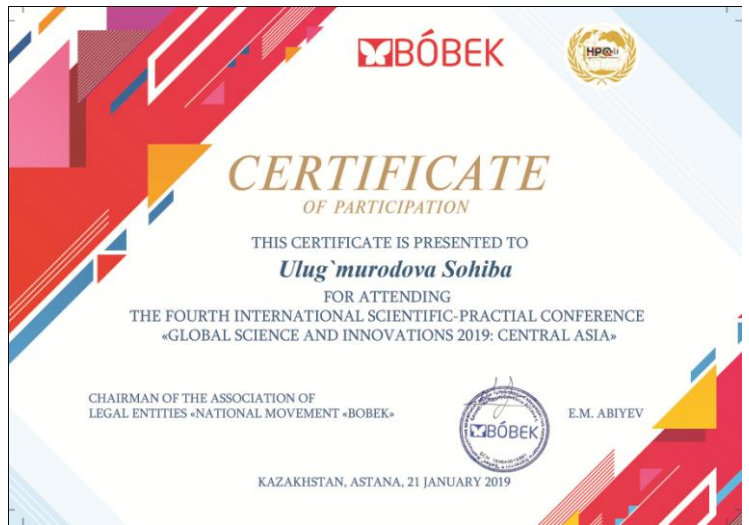 BÓBEK
HPQ
CERTIFICATE
OF PARTICIPATION
THIS CERTIFICATE IS PRESENTED TO
Ulug`murodova Sohiba
FOR ATTENDING
THE FOURTH INTERNATIONAL SCIENTIFIC-PRACTIAL CONFERENCE
«GLOBAL SCIENCE AND INNOVATIONS 2019: CENTRAL ASIA»
CHAIRMAN OF THE ASSOCIATION OF
LEGAL ENTITIES «NATIONAL MOVEMENT «BOBEK»
BÓBEK
E.M. ABIYEV
KAZAKHSTAN, ASTANA, 21 JANUARY 2019